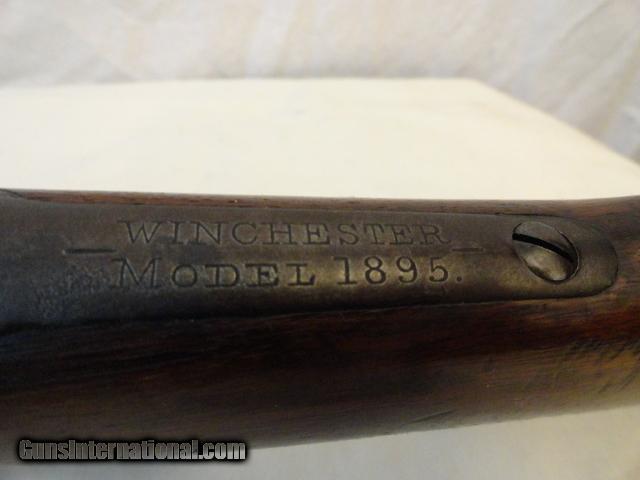 — WINCHESTER —
MODEL 1895.
GunsInternational.com